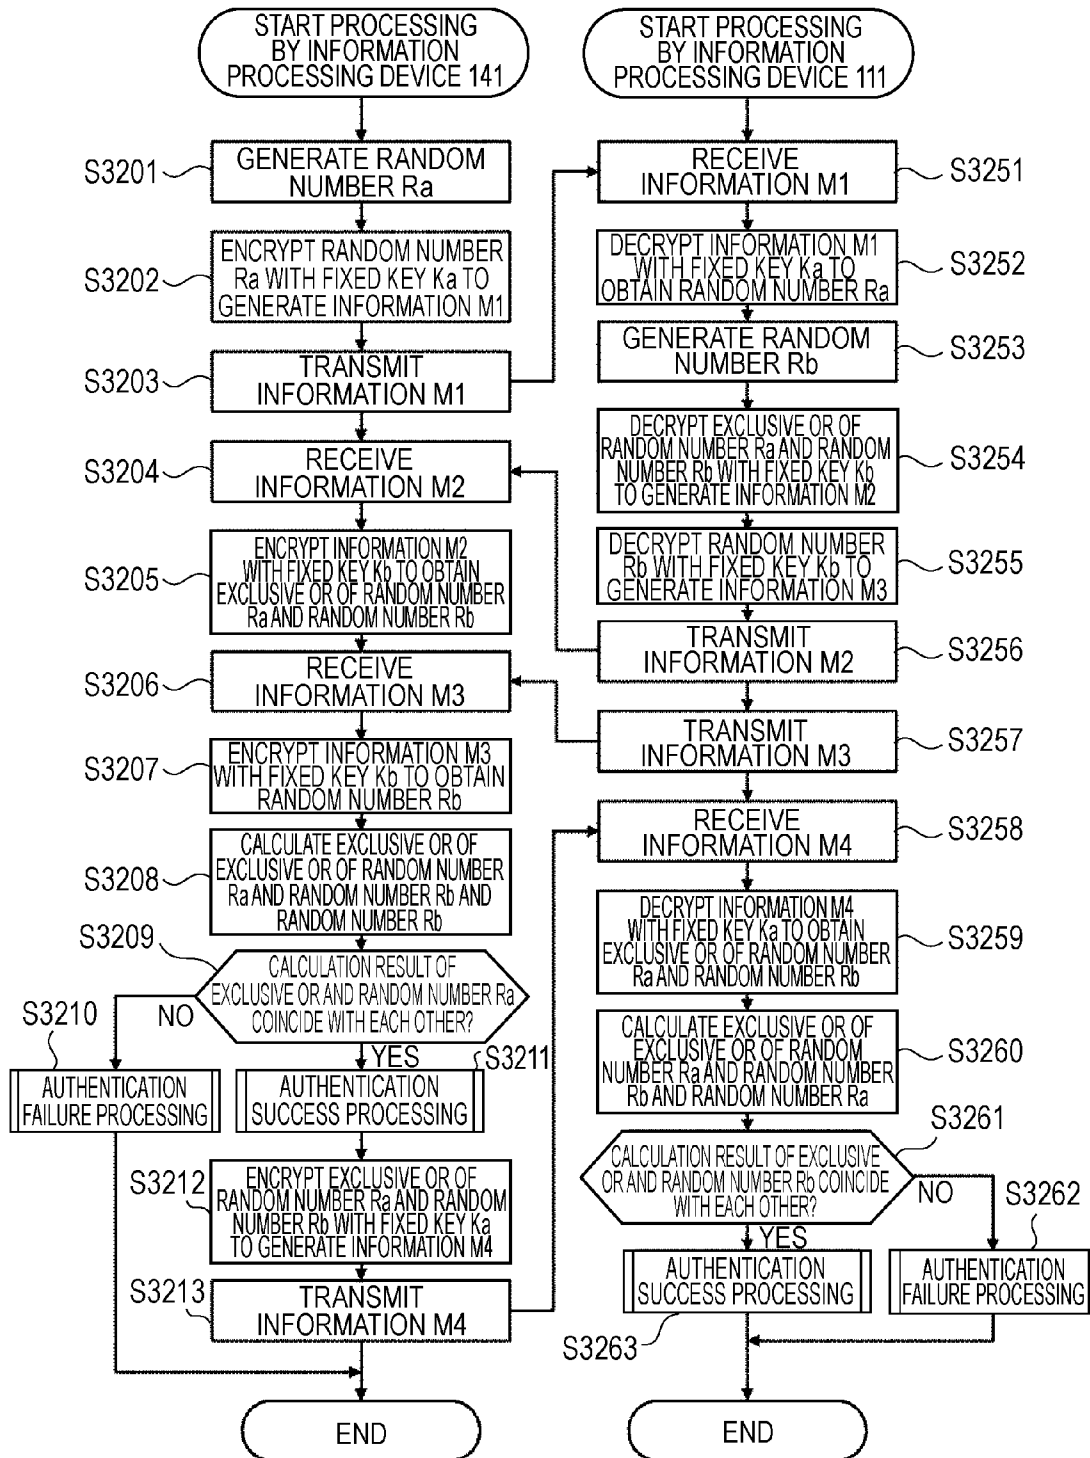 START PROCESSING
BY INFORMATION
PROCESSING DEVICE 141
S3201
GENERATE RANDOM
NUMBER Ra
S3202
ENCRYPT RANDOM NUMBER
Ra WITH FIXED KEY Ka TO
GENERATE INFORMATION M1
S3203
TRANSMIT
INFORMATION M1
S3204
RECEIVE
INFORMATION M2
S3205
ENCRYPT INFORMATION M2
WITH FIXED KEY Kb TO OBTAIN
EXCLUSIVE OR OF RANDOM NUMBER
Ra AND RANDOM NUMBER Rb
S3206
RECEIVE
INFORMATION M3
S3207
ENCRYPT INFORMATION M3
WITH FIXED KEY Kb TO OBTAIN
RANDOM NUMBER Rb
S3208
CALCULATE EXCLUSIVE OR OF
EXCLUSIVE OR OF RANDOM NUMBER
Ra AND RANDOM NUMBER Rb AND
RANDOM NUMBER Rb
S3209
CALCULATION RESULT OF
EXCLUSIVE OR AND RANDOM NUMBER Ra
COINCIDE WITH EACH OTHER?
NO
YES
S3210
AUTHENTICATION
FAILURE PROCESSING
S3211
AUTHENTICATION
SUCCESS PROCESSING
S3212
ENCRYPT EXCLUSIVE OR OF
RANDOM NUMBER Ra AND RANDOM
NUMBER Rb WITH FIXED KEY Ka
TO GENERATE INFORMATION M4
S3213
TRANSMIT
INFORMATION M4
END
START PROCESSING
BY INFORMATION
PROCESSING DEVICE 111
RECEIVE
INFORMATION M1
S3251
DECRYPT INFORMATION M1
WITH FIXED KEY Ka TO
OBTAIN RANDOM NUMBER Ra
S3252
GENERATE RANDOM
NUMBER Rb
S3253
DECRYPT EXCLUSIVE OR OF
RANDOM NUMBER Ra AND RANDOM
NUMBER Rb WITH FIXED KEY Kb
TO GENERATE INFORMATION M2
S3254
DECRYPT RANDOM NUMBER
Rb WITH FIXED KEY Kb TO
GENERATE INFORMATION M3
S3255
TRANSMIT
INFORMATION M2
S3256
TRANSMIT
INFORMATION M3
S3257
RECEIVE
INFORMATION M4
S3258
DECRYPT INFORMATION M4
WITH FIXED KEY Ka TO OBTAIN
EXCLUSIVE OR OF RANDOM NUMBER
Ra AND RANDOM NUMBER Rb
S3259
CALCULATE EXCLUSIVE OR OF
EXCLUSIVE OR OF RANDOM
NUMBER Ra AND RANDOM NUMBER
Rb AND RANDOM NUMBER Ra
S3260
S3261
CALCULATION RESULT OF EXCLUSIVE
OR AND RANDOM NUMBER Rb COINCIDE
WITH EACH OTHER?
NO
YES
S3262
AUTHENTICATION
SUCCESS PROCESSING
AUTHENTICATION
FAILURE PROCESSING
S3263
END